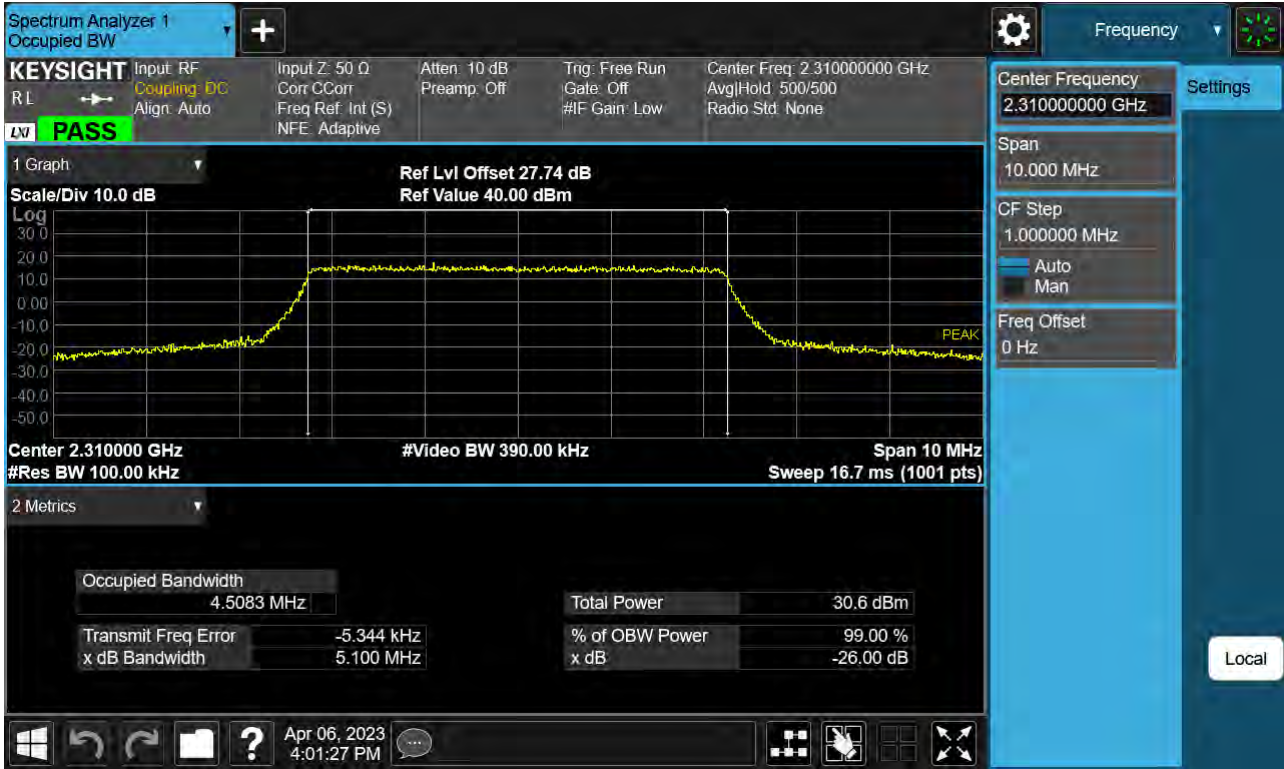 Spectrum Analyzer 1
Occupied BW
+
Frequency
KEYSIGHT
RL
LXI PASS
Input: RF
Coupling: DC
Align: Auto
Input Z: 50 Ω
Corr CCorr
Freq Ref: Int (S)
NFE: Adaptive
Atten: 10 dB
Preamp: Off
Trig: Free Run
Gate: Off
#IF Gain: Low
Center Freq: 2.310000000 GHz
Avg|Hold: 500/500
Radio Std: None
1 Graph
Scale/Div 10.0 dB
Ref Lvl Offset 27.74 dB
Ref Value 40.00 dBm
Log
30.0
20.0
10.0
0.00
-10.0
-20.0
-30.0
-40.0
-50.0
PEAK
Center 2.310000 GHz
#Video BW 390.00 kHz
Span 10 MHz
#Res BW 100.00 kHz
Sweep 16.7 ms (1001 pts)
2 Metrics
Occupied Bandwidth
4.5083 MHz
Transmit Freq Error -5.344 kHz
x dB Bandwidth 5.100 MHz
Total Power 30.6 dBm
% of OBW Power 99.00 %
x dB -26.00 dB
Center Frequency
2.310000000 GHz
Span
10.000 MHz
CF Step
1.000000 MHz
Auto
Man
Freq Offset
0 Hz
Settings
Local
?
Apr 06, 2023
4:01:27 PM